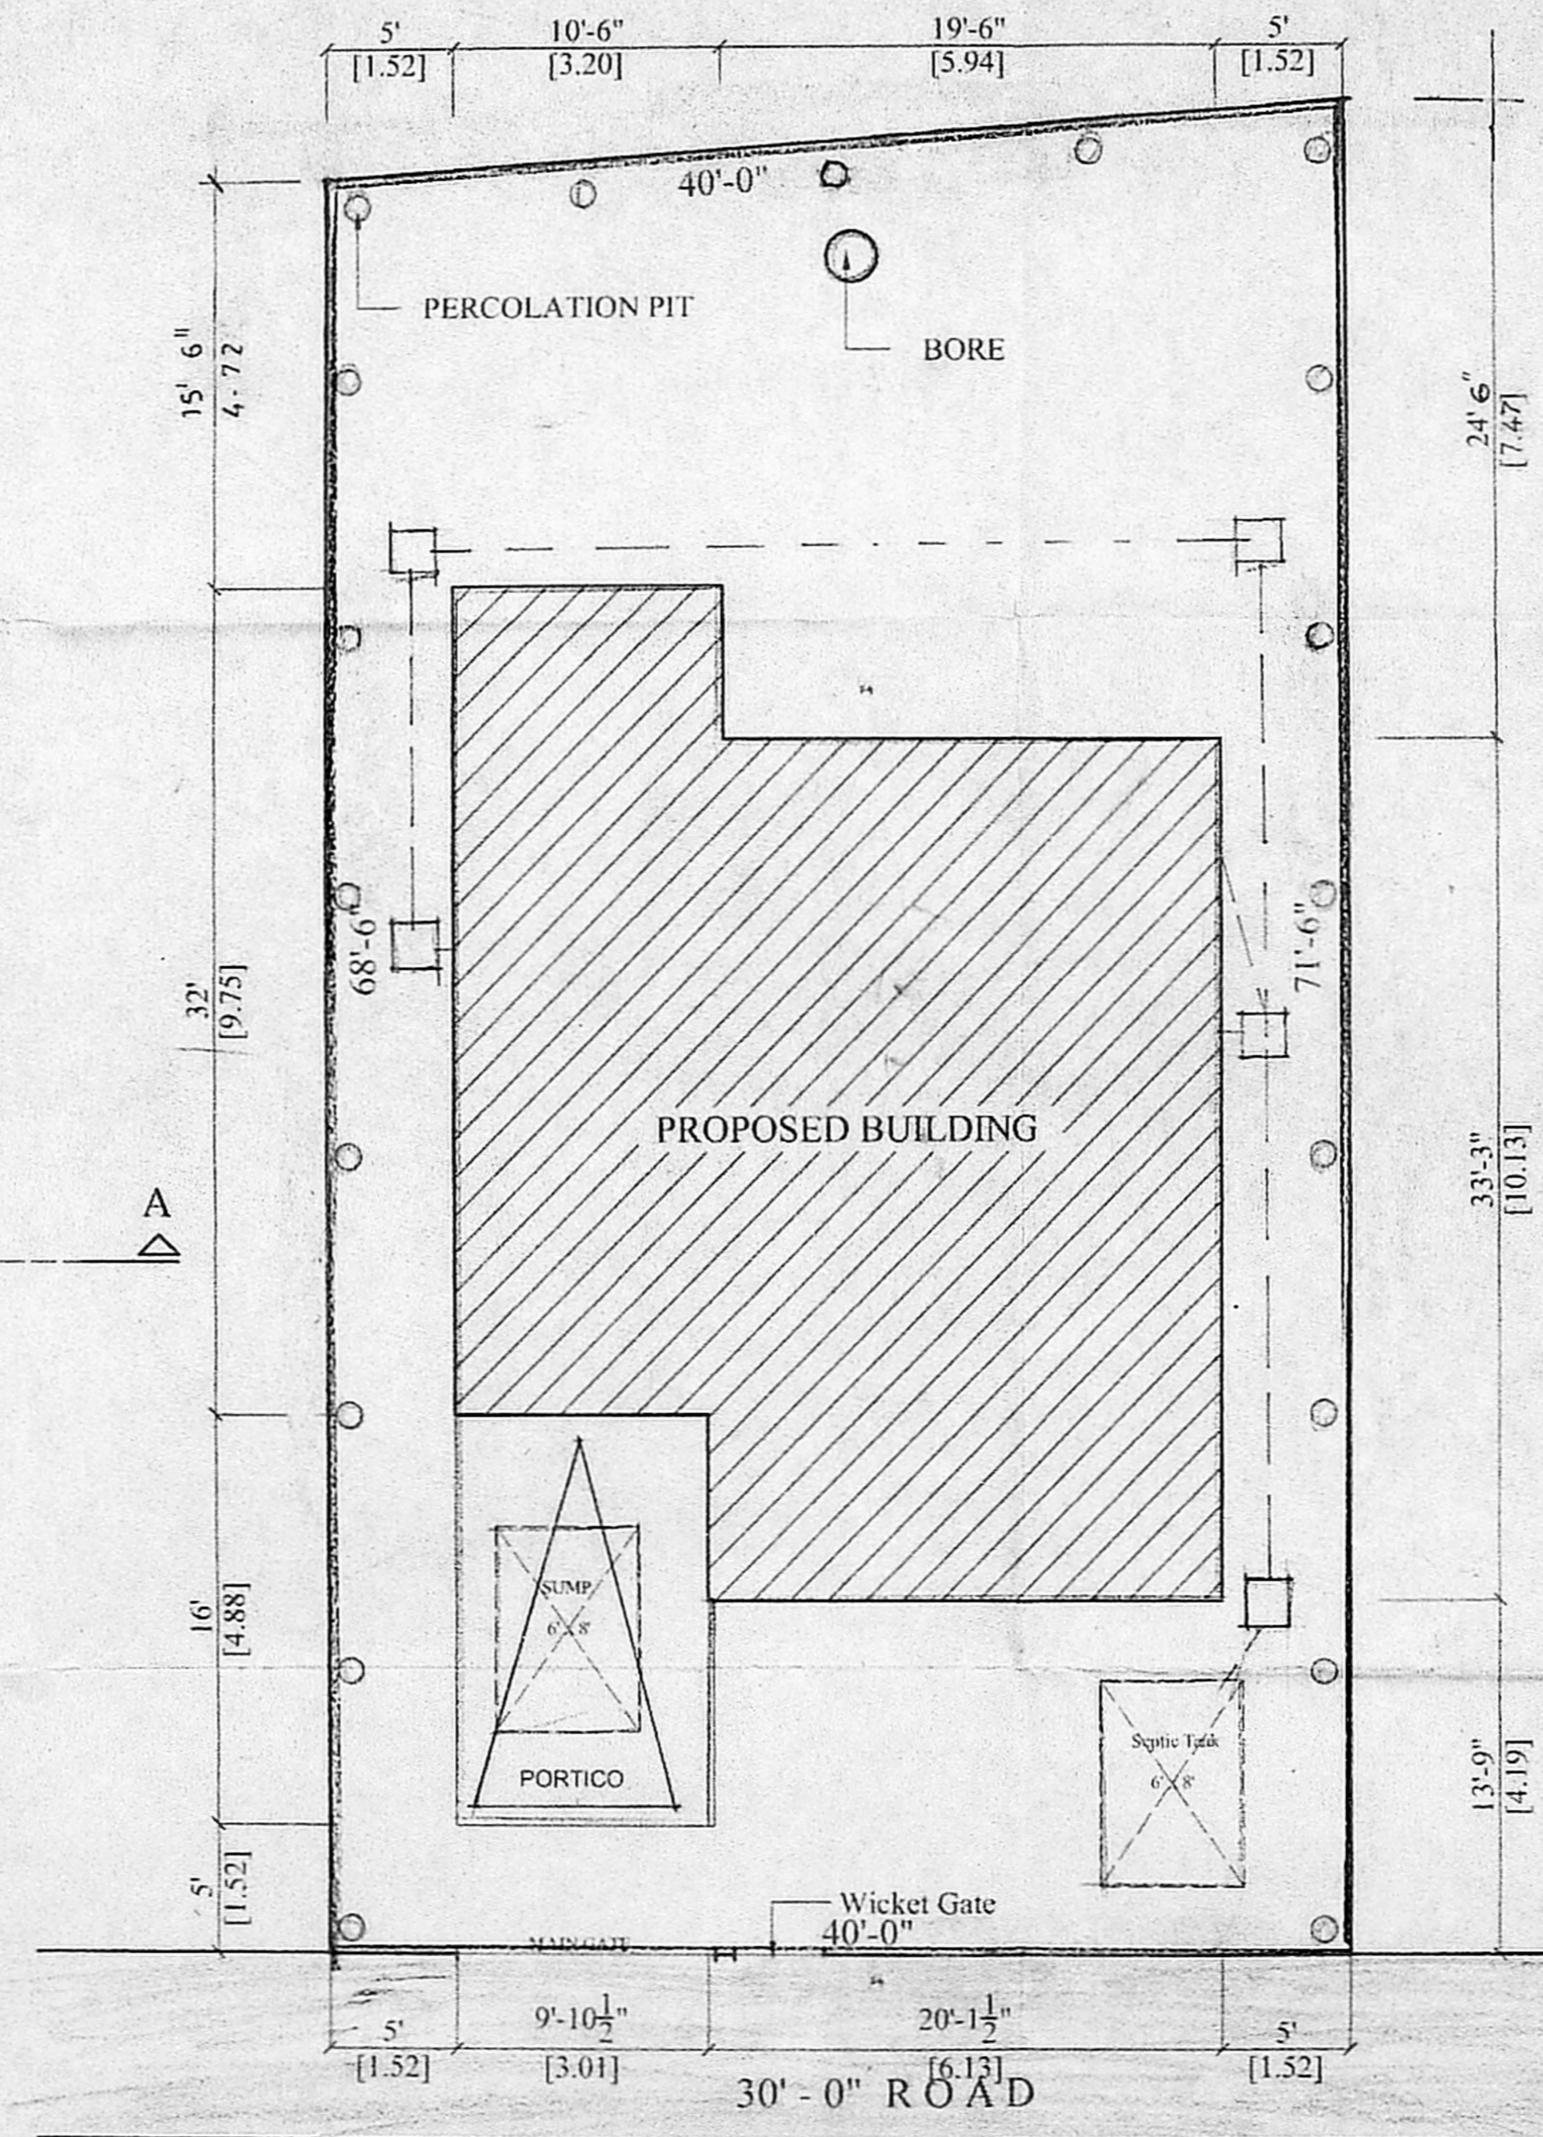 5' 10'-6" 19'-6" 5'
[1.52] [3.20] [5.94] [1.52]
40'-0"
PERCOLATION PIT
BORE
15' 6"
4.72
24' 6"
[7.47]
68'-6"
71'-6"
32'
[9.75]
PROPOSED BUILDING
33'-3"
[10.13]
A
SUMP
6' x 8'
16'
[4.88]
PORTICO
Septic Tank
6' x 8'
13'-9"
[4.19]
5'
[1.52]
Wicket Gate
40'-0"
MAIN GATE
5' 9'-10½" 20'-1½" 5'
[1.52] [3.01] [6.13] [1.52]
30' - 0" ROAD